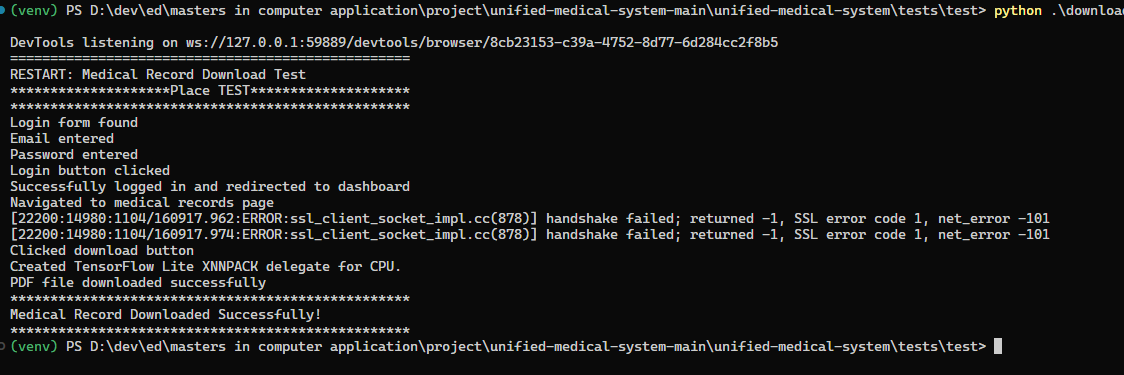 (venv) PS D:\dev\ed\masters in computer application\project\unified-medical-system-main\unified-medical-system\tests\test> python .\downloa
DevTools listening on ws://127.0.0.1:59889/devtools/browser/8cb23153-c39a-4752-8d77-6d284cc2f8b5
==================================================
RESTART: Medical Record Download Test
********************Place TEST********************
**************************************************
Login form found
Email entered
Password entered
Login button clicked
Successfully logged in and redirected to dashboard
Navigated to medical records page
[22200:14980:1104/160917.962:ERROR:ssl_client_socket_impl.cc(878)] handshake failed; returned -1, SSL error code 1, net_error -101
[22200:14980:1104/160917.974:ERROR:ssl_client_socket_impl.cc(878)] handshake failed; returned -1, SSL error code 1, net_error -101
Clicked download button
Created TensorFlow Lite XNNPACK delegate for CPU.
PDF file downloaded successfully
**************************************************
Medical Record Downloaded Successfully!
**************************************************
(venv) PS D:\dev\ed\masters in computer application\project\unified-medical-system-main\unified-medical-system\tests\test>